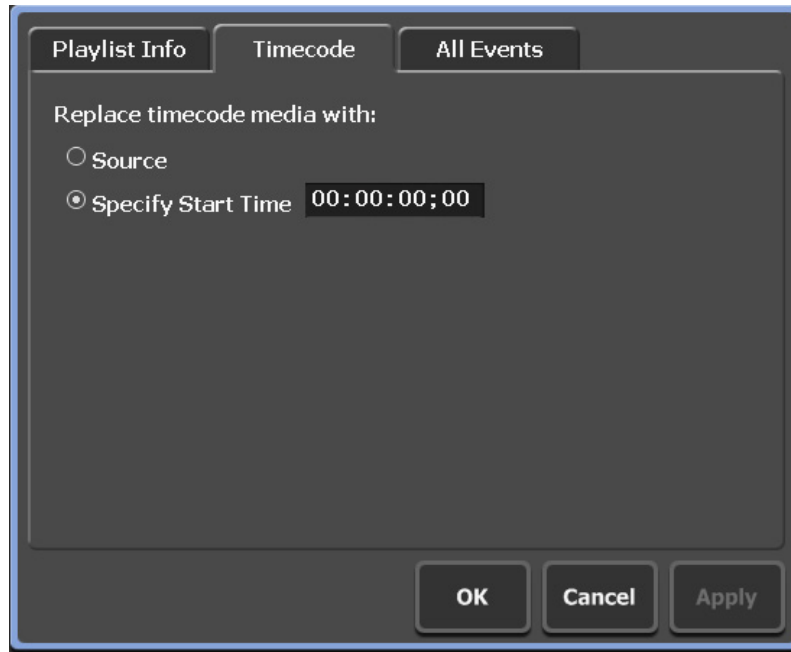 Playlist Info Timecode All Events
Replace timecode media with:
Source
Specify Start Time 00:00:00;00
OK Cancel Apply